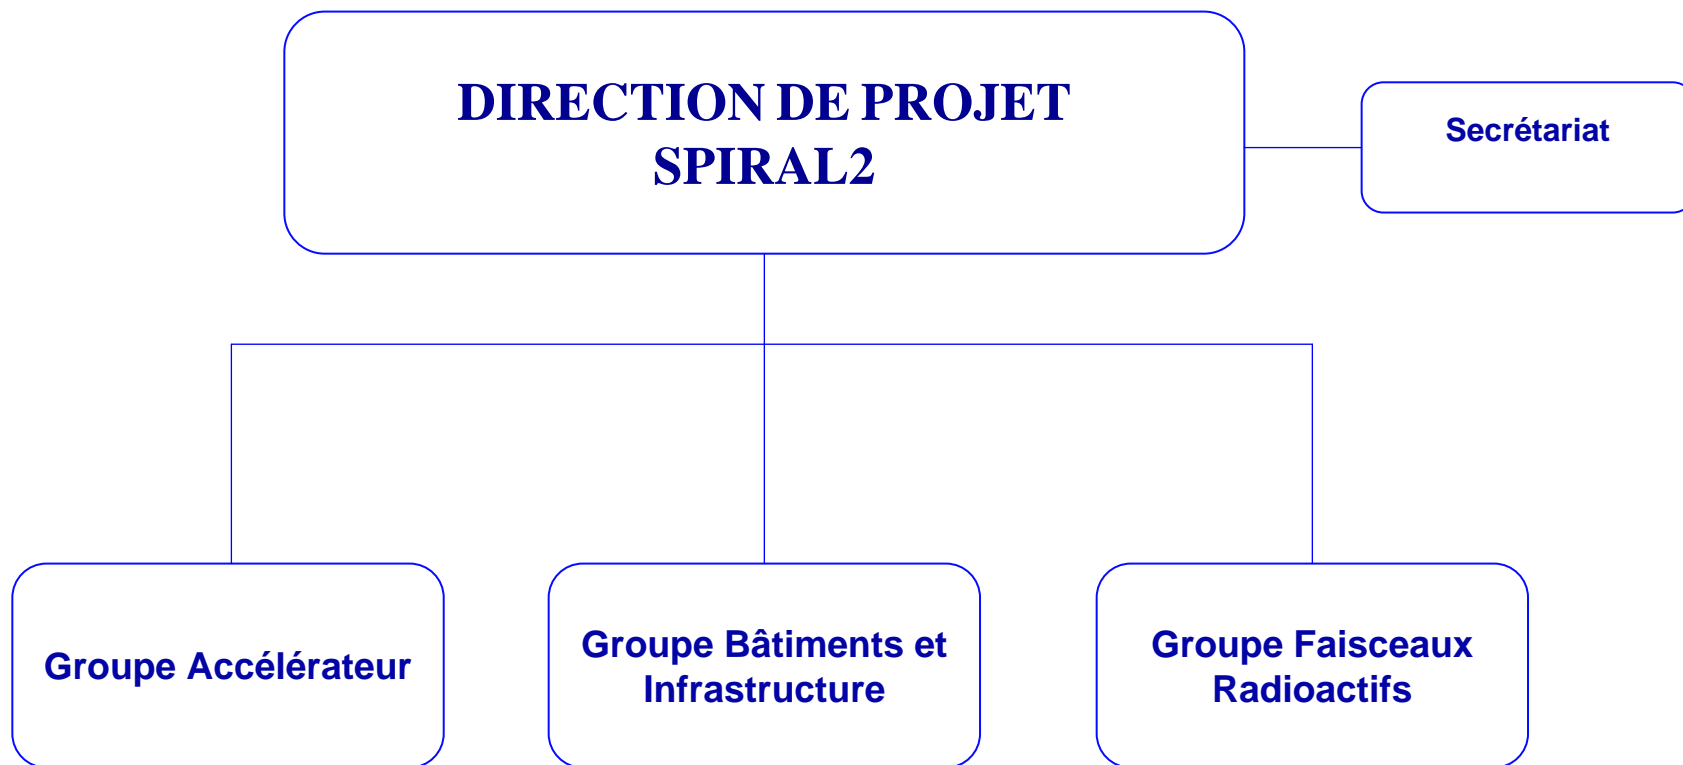 DIRECTION DE PROJET
SPIRAL2
Secrétariat
Groupe Accélérateur
Groupe Bâtiments et
Infrastructure
Groupe Faisceaux
Radioactifs